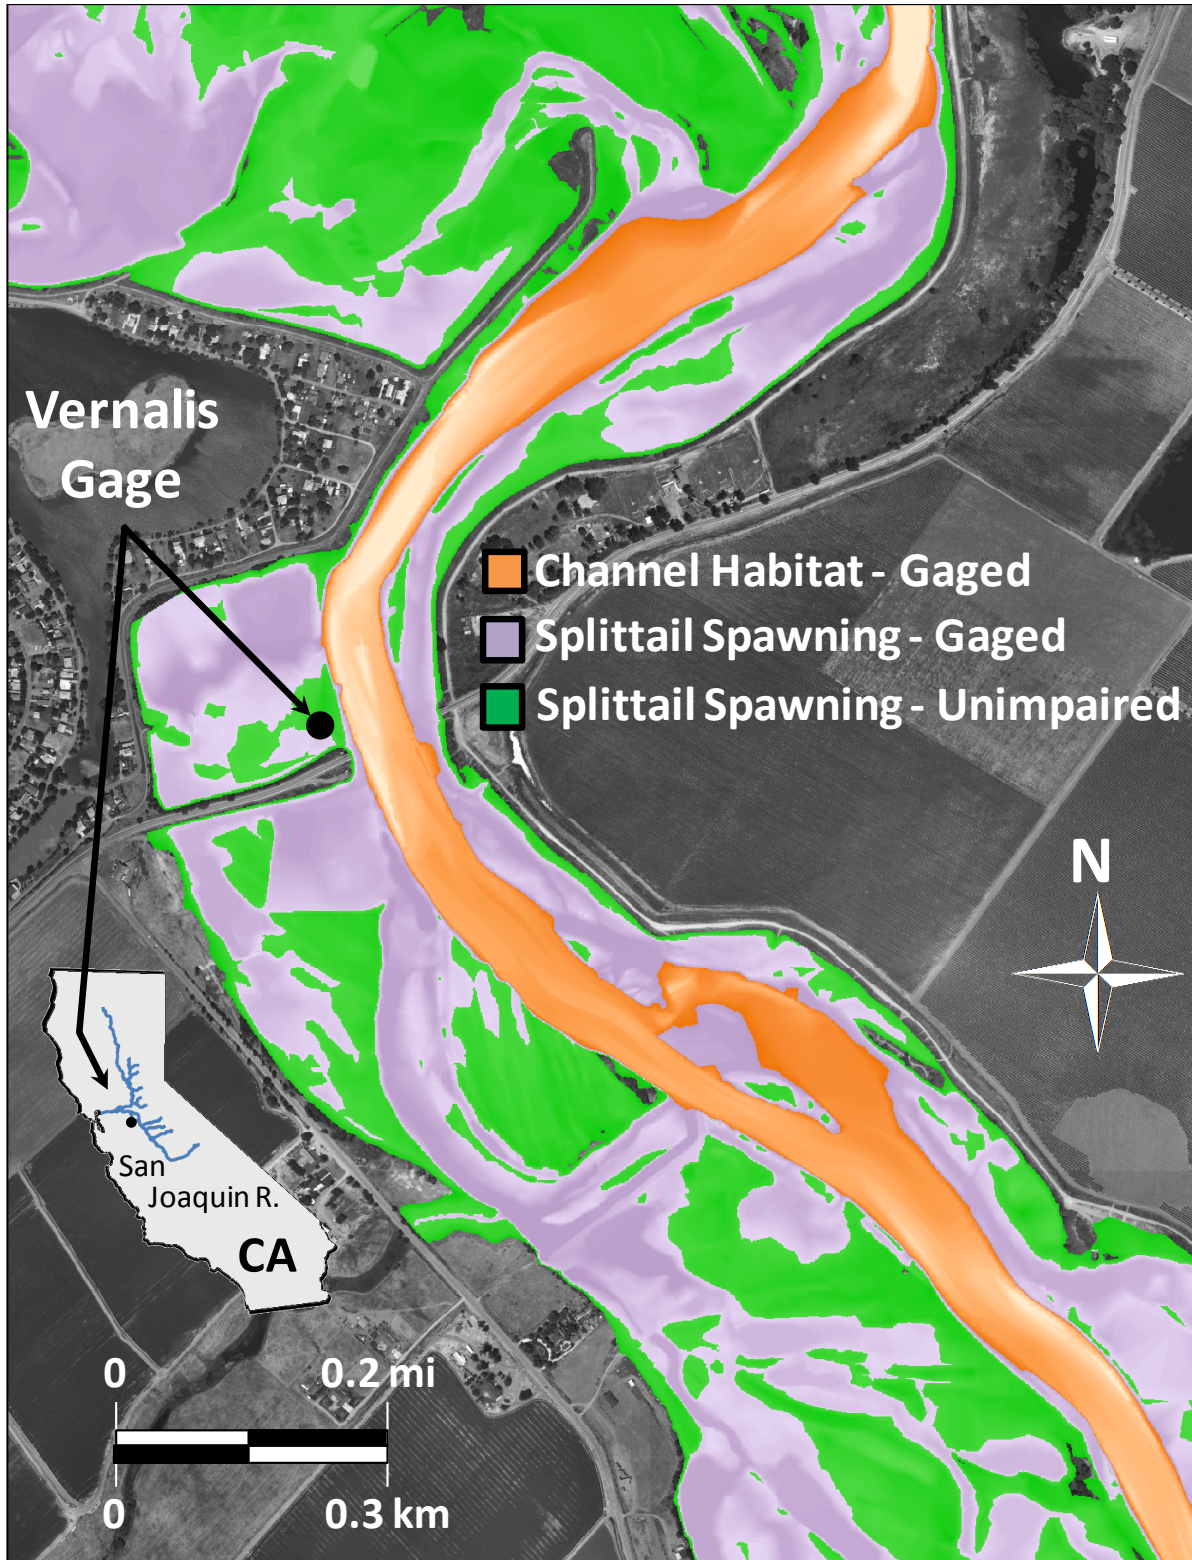 Vernalis
Gage
Channel Habitat - Gaged
Splittail Spawning - Gaged
Splittail Spawning - Unimpaired
N
San
Joaquin R.
CA
0 0.2 mi
0 0.3 km